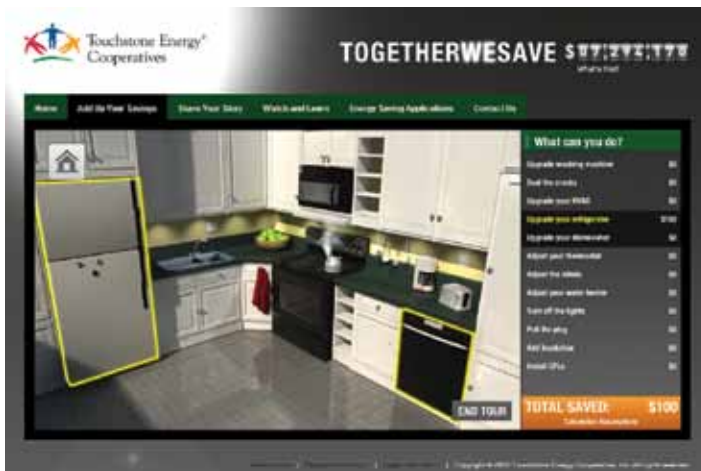 Touchstone Energy®
Cooperatives
TOGETHERWESAVE
Home
Add Up Your Savings
Share Your Story
Watch and Learn
Energy Saving Applications
Contact Us
What can you do?
Upgrade washing machine $0
Seal the cracks $0
Upgrade your HVAC $0
Upgrade your refrigerator $100
Upgrade your dishwasher $0
Adjust your thermostat $0
Adjust the blinds $0
Adjust your water heater $0
Turn off the lights $0
Pull the plug $0
Add insulation $0
Install CFLs $0
END TOUR
TOTAL SAVED: $100